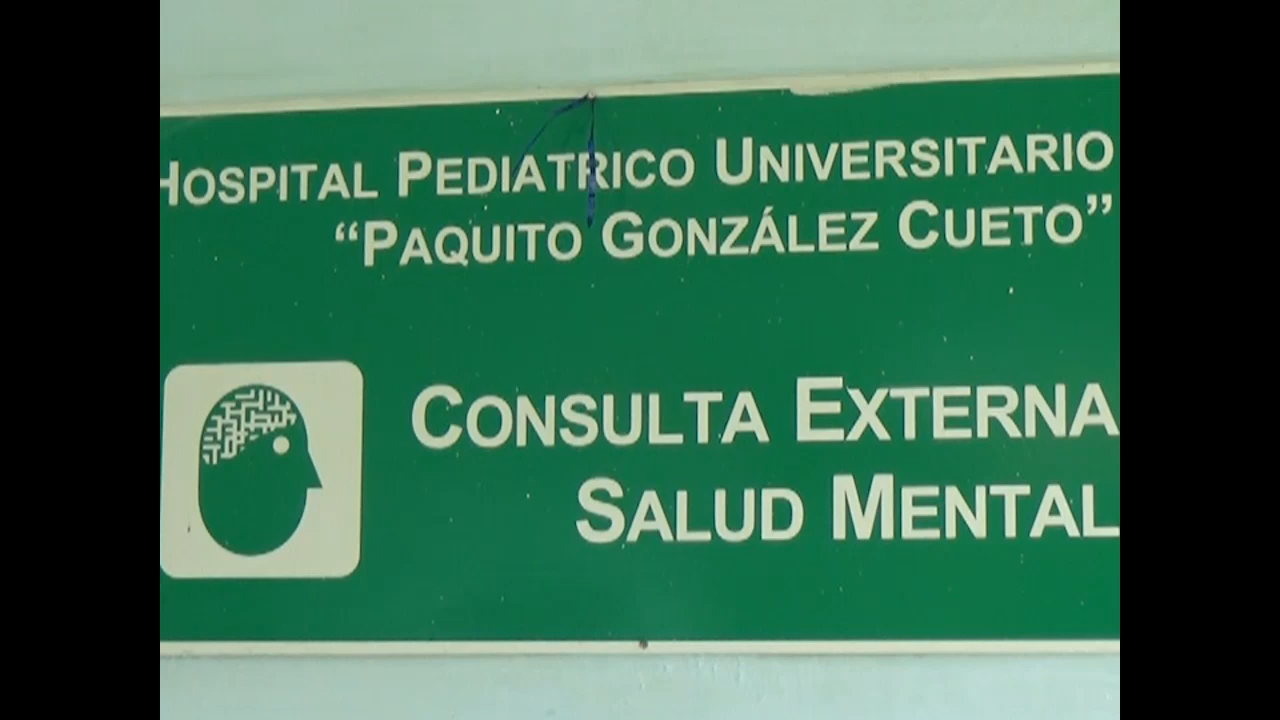 HOSPITAL PEDIATRICO UNIVERSITARIO
“PAQUITO GONZÁLEZ CUETO”
CONSULTA EXTERNA
SALUD MENTAL